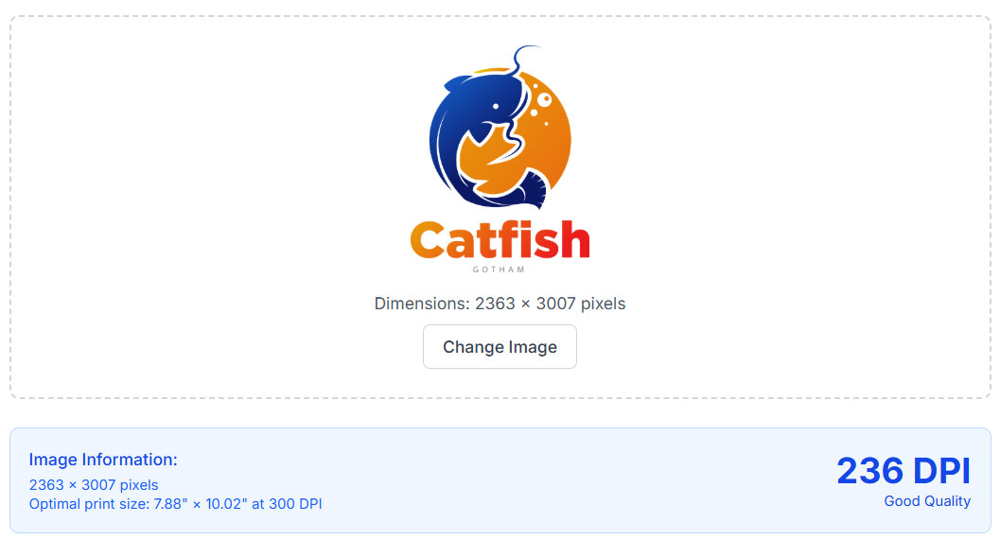 Catfish
GOTHAM
Dimensions: 2363 × 3007 pixels
Change Image
Image Information:
2363 × 3007 pixels
Optimal print size: 7.88" × 10.02" at 300 DPI
236 DPI
Good Quality